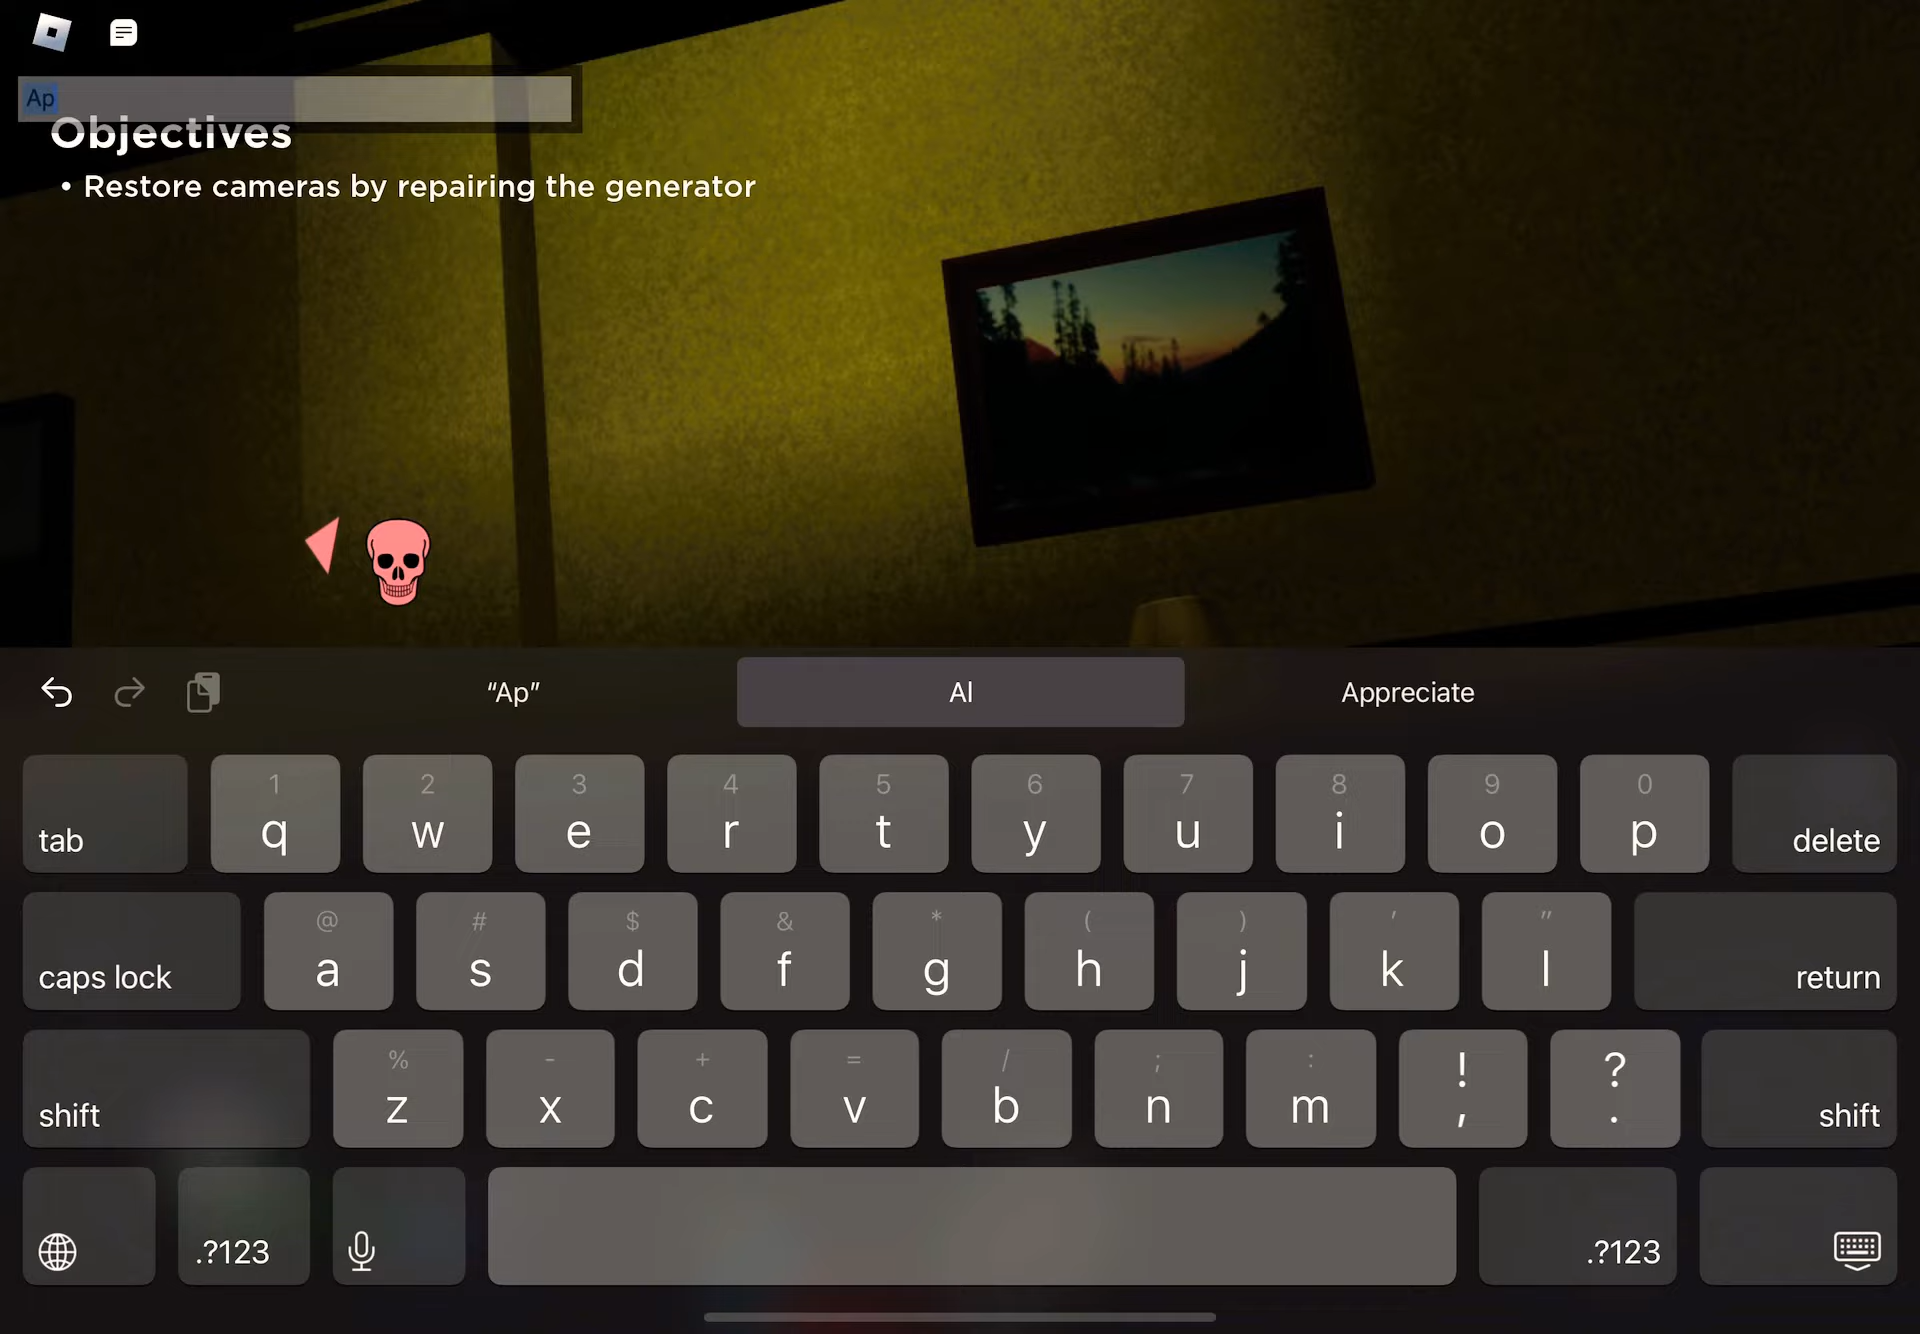 Ap
Objectives
• Restore cameras by repairing the generator
“Ap” Al Appreciate
1 2 3 4 5 6 7 8 9 0
tab q w e r t y u i o p delete
@ # $ & * ( ) ' "
caps lock a s d f g h j k l return
% - + = / ; : ! ?
shift z x c v b n m , . shift
.?123 .?123